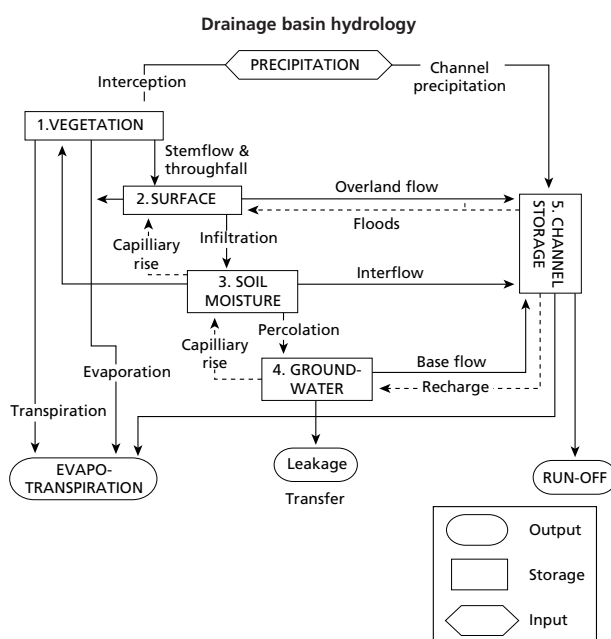 Drainage basin hydrology
PRECIPITATION
Interception
Channel
precipitation
1.VEGETATION
Stemflow &
throughfall
2.SURFACE
Overland flow
Floods
5. CHANNEL
STORAGE
Capilliary
rise
Infiltration
3. SOIL
MOISTURE
Interflow
Percolation
Capilliary
rise
Evaporation
4. GROUND-
WATER
Base flow
Recharge
Transpiration
EVAPO-
TRANSPIRATION
Leakage
Transfer
RUN-OFF
Output
Storage
Input